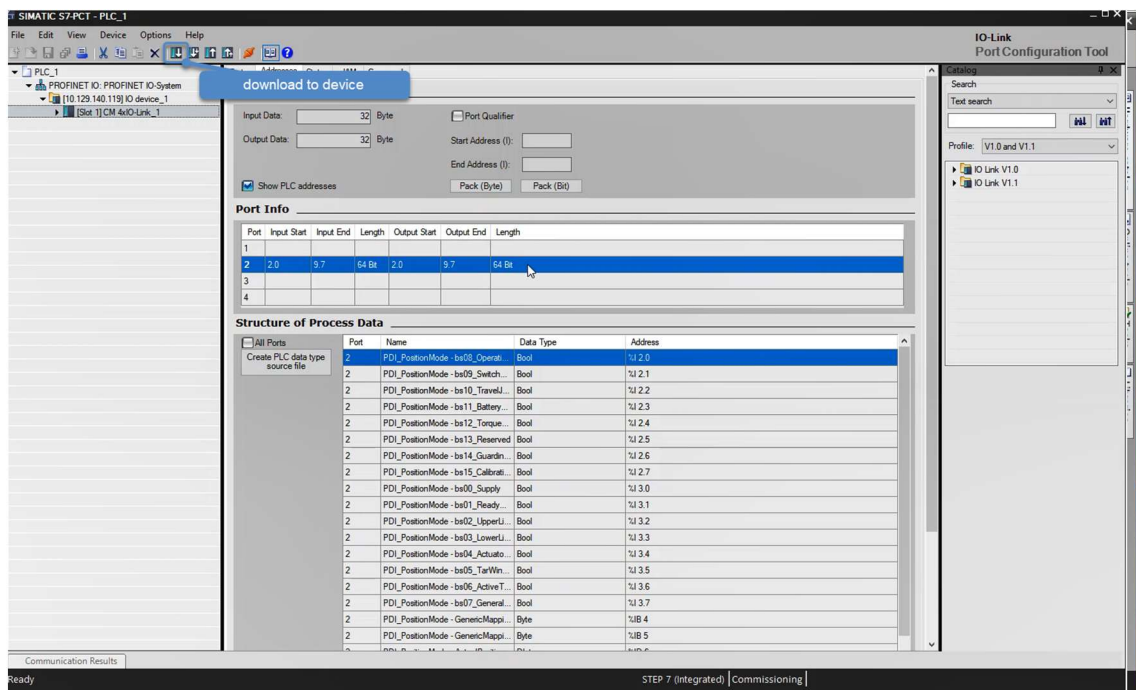 SIMATIC S7-PCT - PLC_1
File Edit View Device Options Help
IO-Link
Port Configuration Tool
download to device
PLC_1
PROFINET IO: PROFINET IO-System
[10.129.140.119] IO device_1
[Slot 1] CM 4xIO-Link_1
Input Data: 32 Byte Port Qualifier
Output Data: 32 Byte Start Address (I):
End Address (I):
Show PLC addresses Pack (Byte) Pack (Bit)
Port Info
Port Input Start Input End Length Output Start Output End Length
1
2 2.0 9.7 64 Bit 2.0 9.7 64 Bit
3
4
Structure of Process Data
All Ports
Create PLC data type
source file
Port Name Data Type Address
2 PDI_PositionMode - bs08_Operati... Bool %I 2.0
2 PDI_PositionMode - bs09_Switch... Bool %I 2.1
2 PDI_PositionMode - bs10_TravelJ... Bool %I 2.2
2 PDI_PositionMode - bs11_Battery... Bool %I 2.3
2 PDI_PositionMode - bs12_Torque... Bool %I 2.4
2 PDI_PositionMode - bs13_Reserved Bool %I 2.5
2 PDI_PositionMode - bs14_Guardin... Bool %I 2.6
2 PDI_PositionMode - bs15_Calibrati... Bool %I 2.7
2 PDI_PositionMode - bs00_Supply Bool %I 3.0
2 PDI_PositionMode - bs01_Ready... Bool %I 3.1
2 PDI_PositionMode - bs02_UpperLi... Bool %I 3.2
2 PDI_PositionMode - bs03_LowerLi... Bool %I 3.3
2 PDI_PositionMode - bs04_Actuato... Bool %I 3.4
2 PDI_PositionMode - bs05_TarWin... Bool %I 3.5
2 PDI_PositionMode - bs06_ActiveT... Bool %I 3.6
2 PDI_PositionMode - bs07_General... Bool %I 3.7
2 PDI_PositionMode - GenericMappi... Byte %IB 4
2 PDI_PositionMode - GenericMappi... Byte %IB 5
Catalog
Search
Text search
Profile: V1.0 and V1.1
IO Link V1.0
IO Link V1.1
Communication Results
Ready
STEP 7 (Integrated) Commissioning